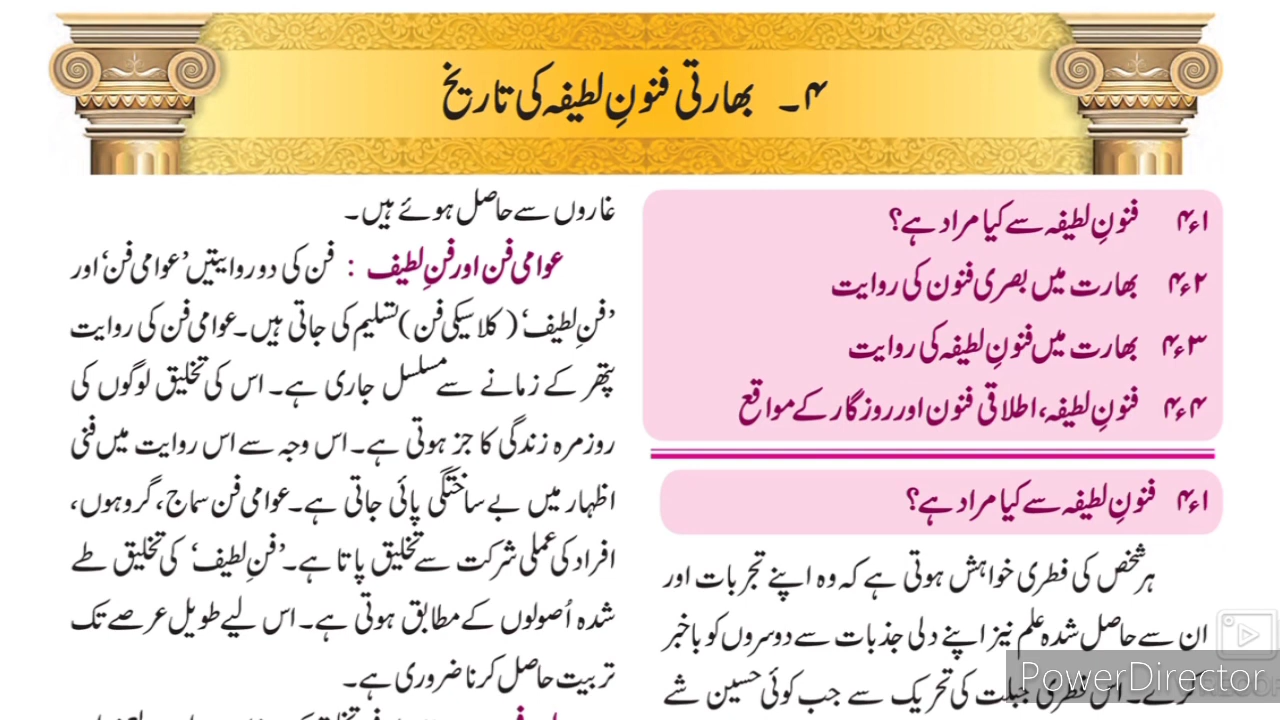 ۴۔ بھارتی فنونِ لطیفہ کی تاریخ
۴ء۱ فنونِ لطیفہ سے کیا مراد ہے؟
۴ء۲ بھارت میں بصری فنون کی روایت
۴ء۳ بھارت میں فنونِ لطیفہ کی روایت
۴ء۴ فنونِ لطیفہ، اطلاقی فنون اور روزگار کے مواقع
۴ء۱ فنونِ لطیفہ سے کیا مراد ہے؟
ہر شخص کی فطری خواہش ہوتی ہے کہ وہ اپنے تجربات اور
ان سے حاصل شدہ علم نیز اپنے دلی جذبات سے دوسروں کو باخبر
کرے۔ اس فطری جبلت کی تحریک سے جب کوئی حسین شے
غاروں سے حاصل ہوئے ہیں۔
عوامی فن اور فنِ لطیف : فن کی دو روایتیں ’عوامی فن‘ اور
’فنِ لطیف‘ (کلاسیکی فن) تسلیم کی جاتی ہیں۔ عوامی فن کی روایت
پتھر کے زمانے سے مسلسل جاری ہے۔ اس کی تخلیق لوگوں کی
روزمرہ زندگی کا جز ہوتی ہے۔ اس وجہ سے اس روایت میں فنی
اظہار میں بے ساختگی پائی جاتی ہے۔ عوامی فن سماج، گروہوں،
افراد کی عملی شرکت سے تخلیق پاتا ہے۔ ’فنِ لطیف‘ کی تخلیق طے
شدہ اُصولوں کے مطابق ہوتی ہے۔ اس لیے طویل عرصے تک
تربیت حاصل کرنا ضروری ہے۔
PowerDirector